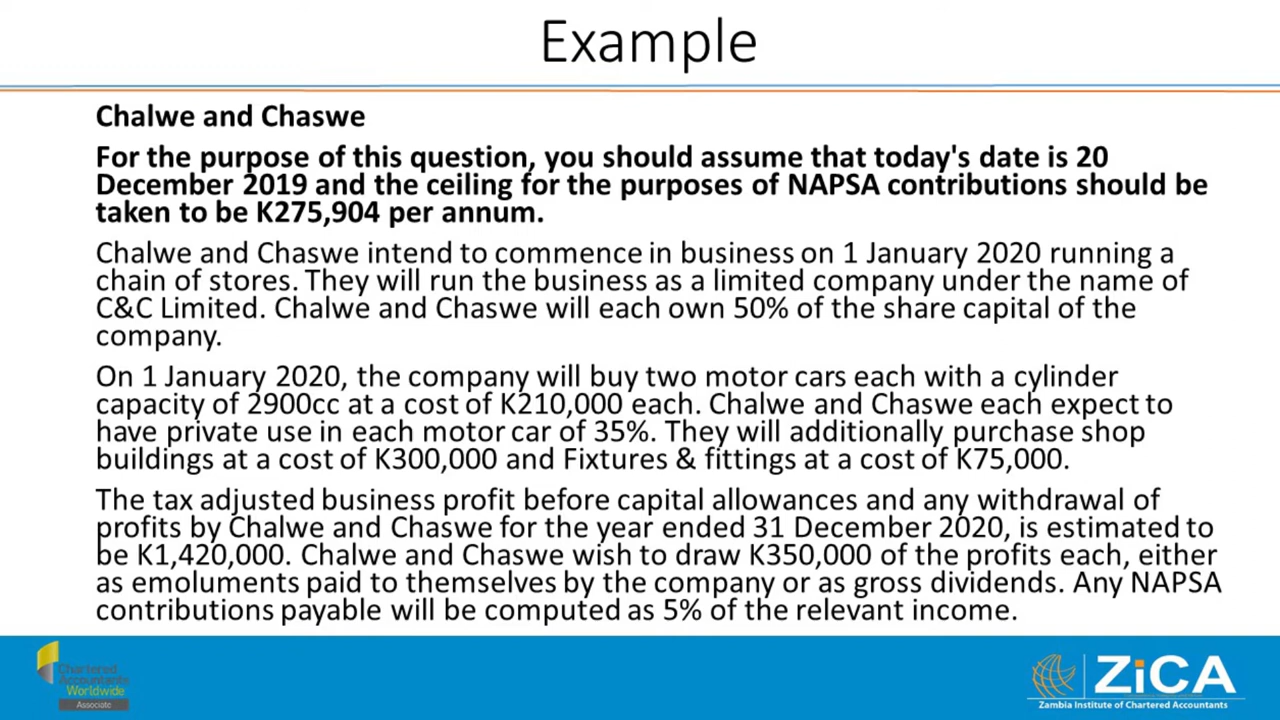 Example
Chalwe and Chaswe
For the purpose of this question, you should assume that today's date is 20
December 2019 and the ceiling for the purposes of NAPSA contributions should be
taken to be K275,904 per annum.
Chalwe and Chaswe intend to commence in business on 1 January 2020 running a
chain of stores. They will run the business as a limited company under the name of
C&C Limited. Chalwe and Chaswe will each own 50% of the share capital of the
company.
On 1 January 2020, the company will buy two motor cars each with a cylinder
capacity of 2900cc at a cost of K210,000 each. Chalwe and Chaswe each expect to
have private use in each motor car of 35%. They will additionally purchase shop
buildings at a cost of K300,000 and Fixtures & fittings at a cost of K75,000.
The tax adjusted business profit before capital allowances and any withdrawal of
profits by Chalwe and Chaswe for the year ended 31 December 2020, is estimated to
be K1,420,000. Chalwe and Chaswe wish to draw K350,000 of the profits each, either
as emoluments paid to themselves by the company or as gross dividends. Any NAPSA
contributions payable will be computed as 5% of the relevant income.
Chartered
Accountants
Worldwide
Associate
ZiCA
Zambia Institute of Chartered Accountants